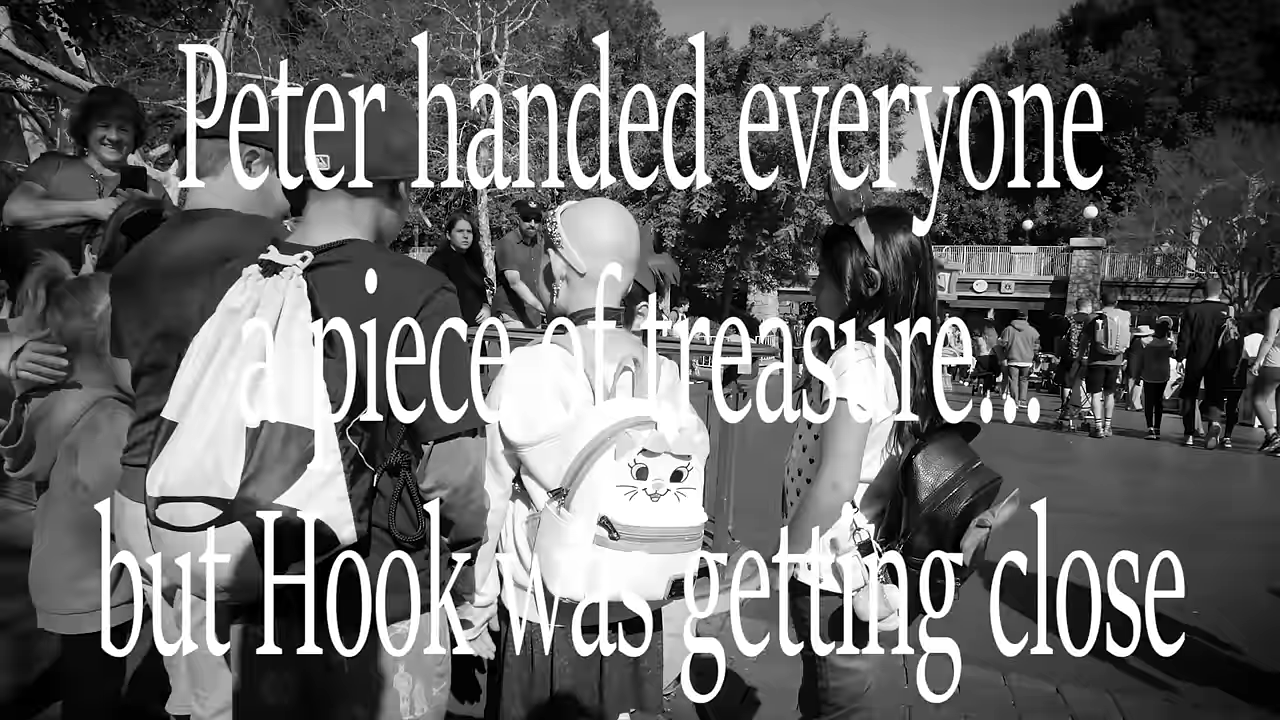 Peter handed everyone
a piece of treasure...
but Hook was getting close